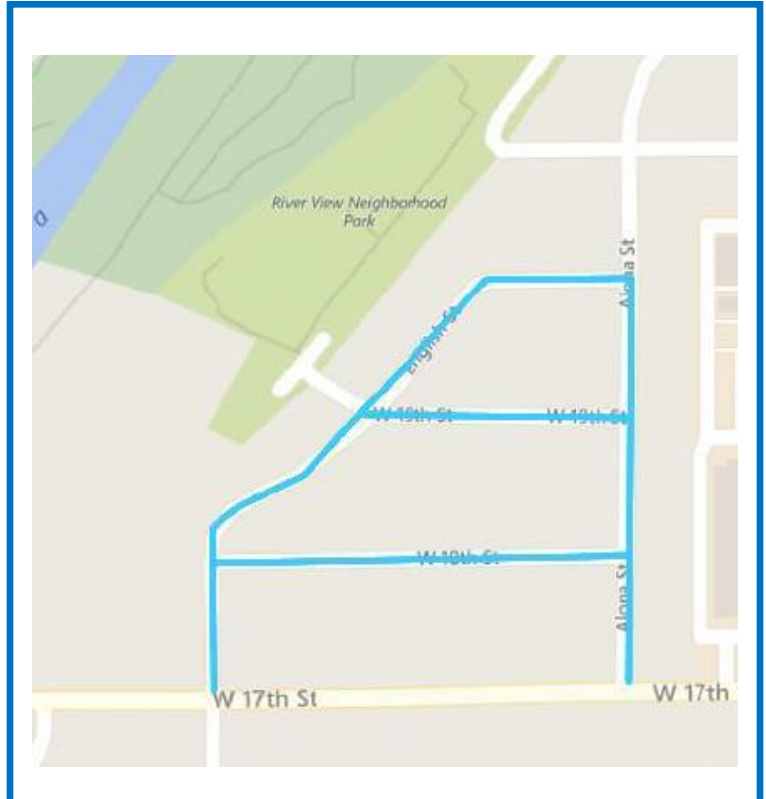 River View Neighborhood
Park
Alona St
English St
W 19th St
W 19th St
W 18th St
Alona St
W 17th St
W 17th